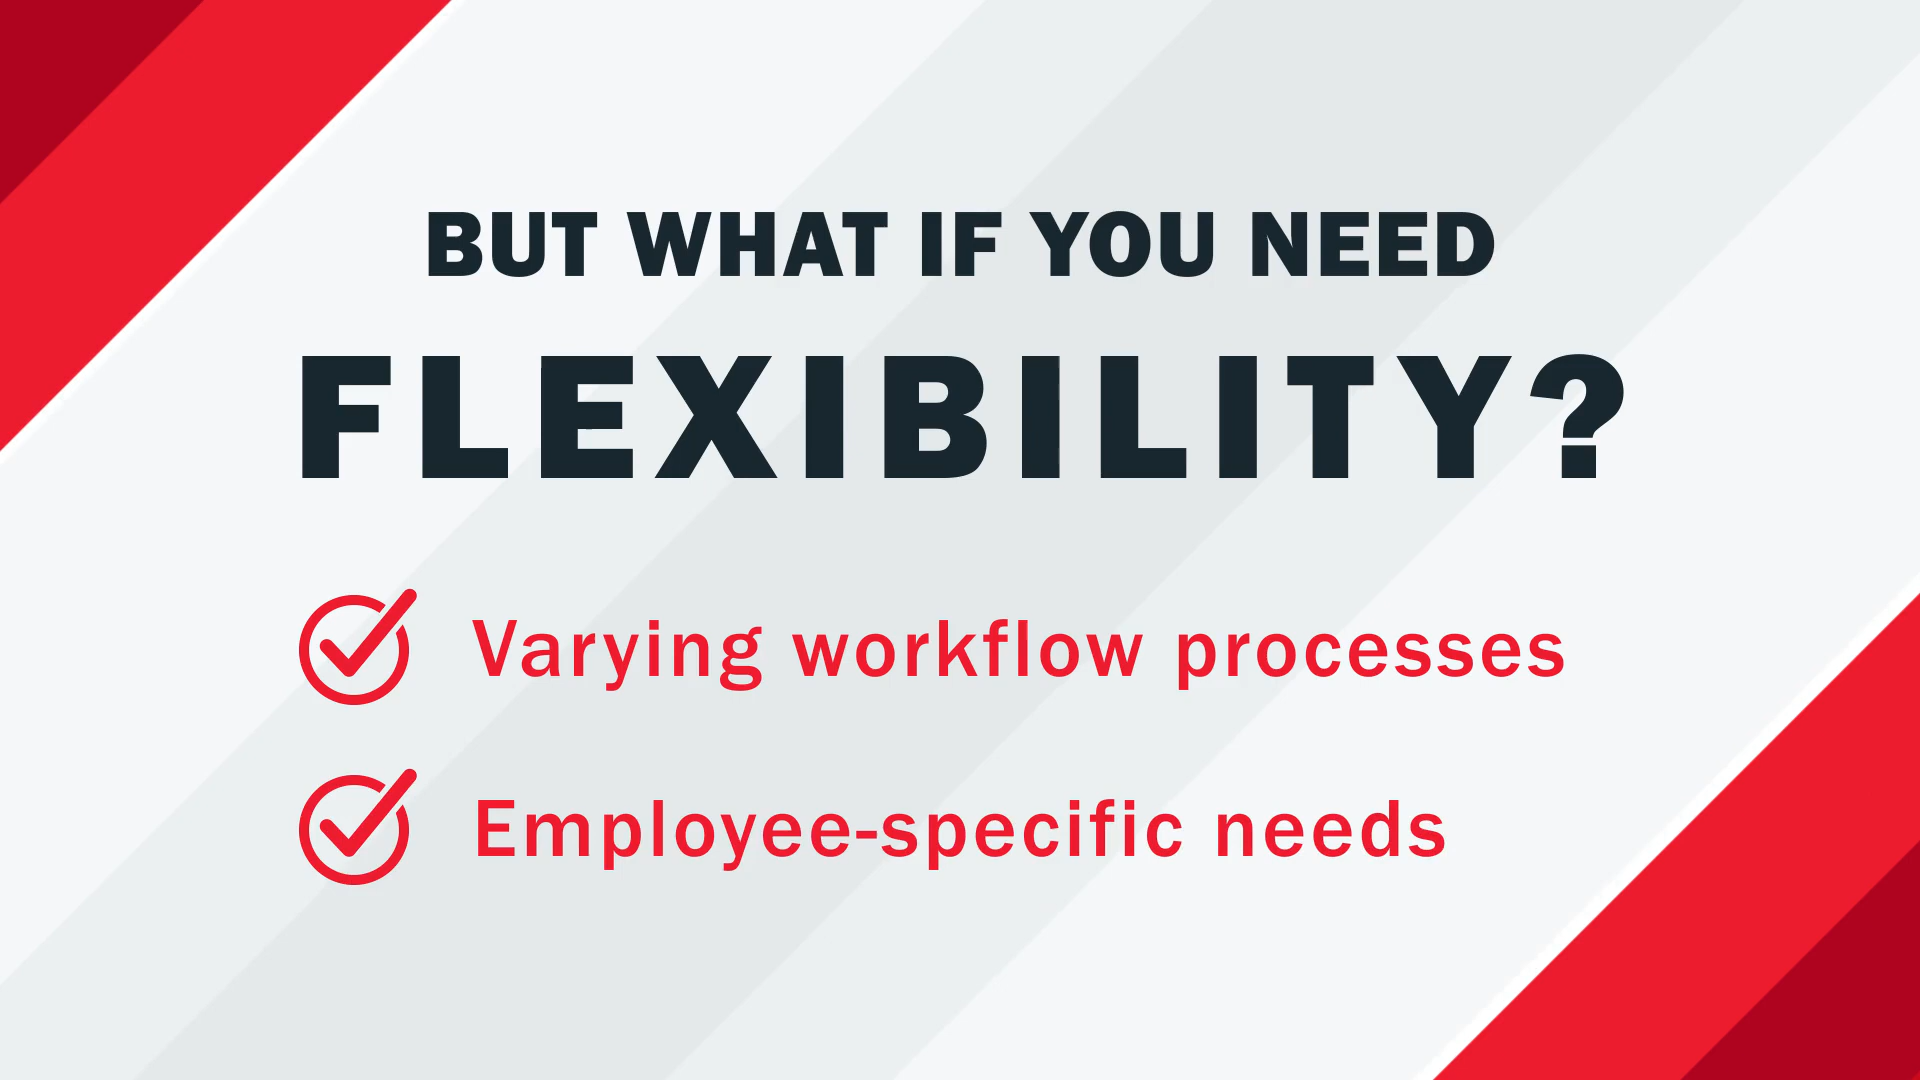 BUT WHAT IF YOU NEED
FLEXIBILITY?
Varying workflow processes
Employee-specific needs